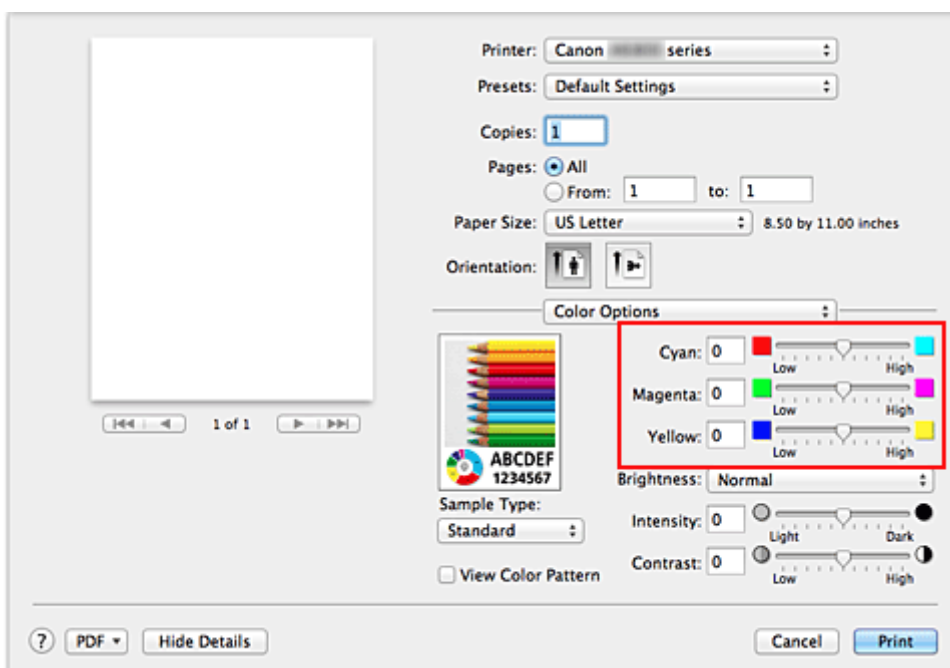 Printer: Canon series
Presets: Default Settings
Copies: 1
Pages: All
From: 1 to: 1
Paper Size: US Letter 8.50 by 11.00 inches
Orientation:
Color Options
Cyan: 0
Low High
Magenta: 0
Low High
Yellow: 0
Low High
ABCDEF
1234567
Brightness: Normal
Sample Type:
Standard
Intensity: 0
Light Dark
Contrast: 0
Low High
View Color Pattern
1 of 1
? PDF Hide Details Cancel Print